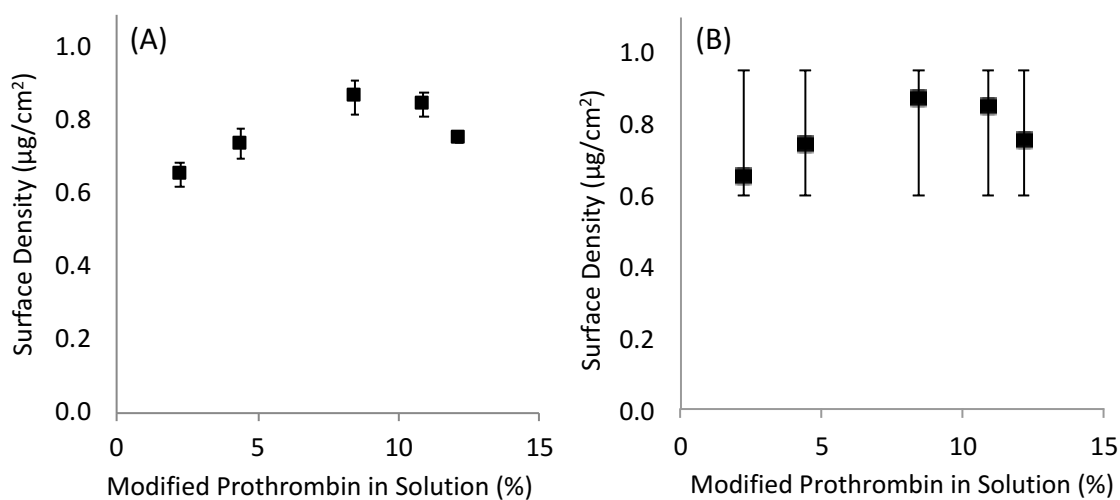 (A)
Surface Density (µg/cm²)
1.0
0.8
0.6
0.4
0.2
0.0
0 5 10 15
Modified Prothrombin in Solution (%)
(B)
Surface Density (µg/cm²)
1.0
0.8
0.6
0.4
0.2
0.0
0 5 10 15
Modified Prothrombin in Solution (%)